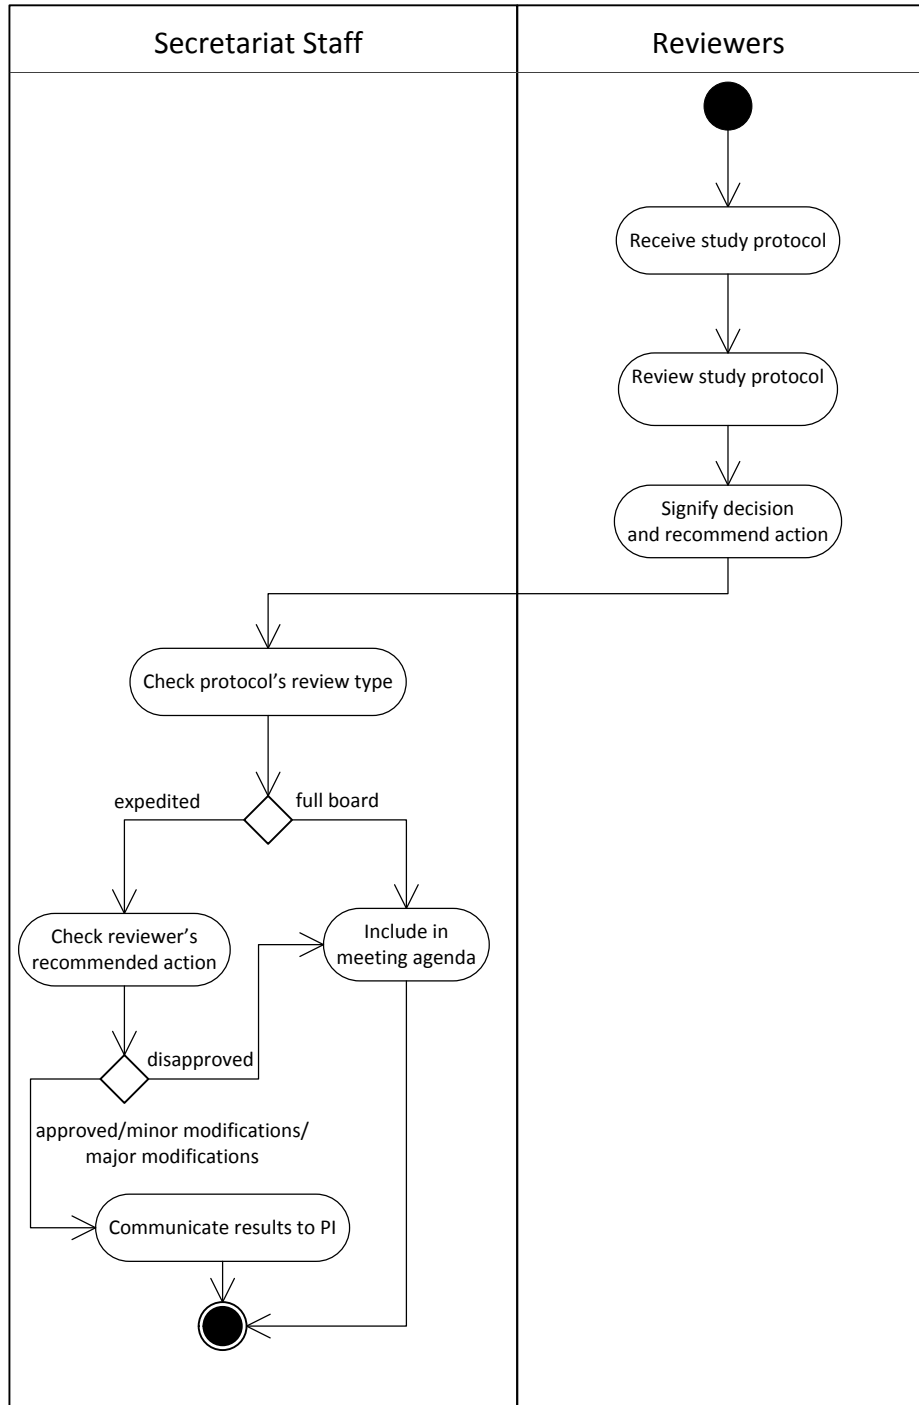 Secretariat Staff
Reviewers
Receive study protocol
Review study protocol
Signify decision
and recommend action
Check protocol’s review type
expedited
full board
Check reviewer’s
recommended action
Include in
meeting agenda
disapproved
approved/minor modifications/
major modifications
Communicate results to PI